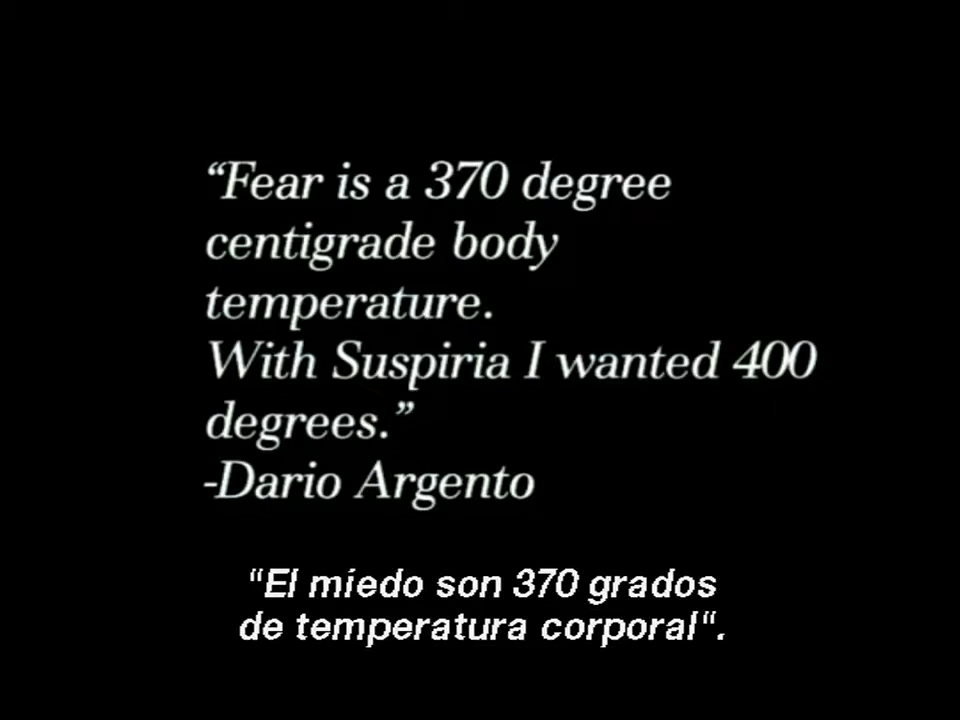 “Fear is a 370 degree
centigrade body
temperature.
With Suspiria I wanted 400
degrees.”
-Dario Argento
"El miedo son 370 grados
de temperatura corporal".